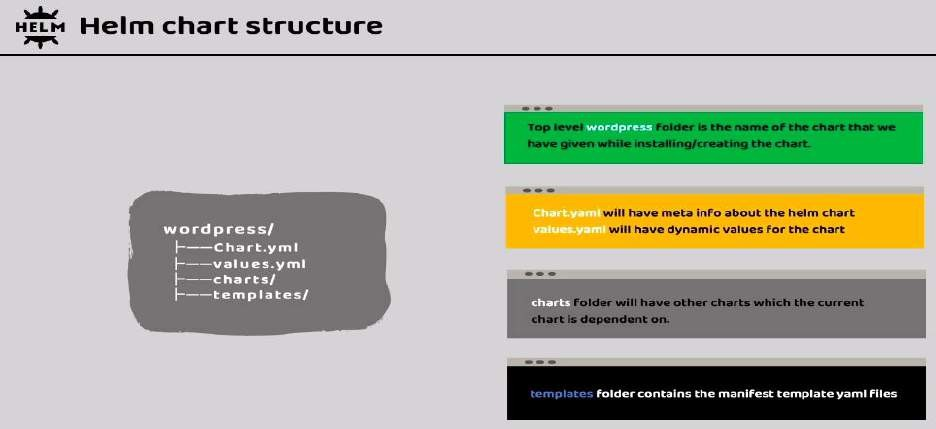 HELM Helm chart structure
wordpress/
├──Chart.yml
├──values.yml
├──charts/
├──templates/
Top level wordpress folder is the name of the chart that we
have given while installing/creating the chart.
Chart.yaml will have meta info about the helm chart
values.yaml will have dynamic values for the chart
charts folder will have other charts which the current
chart is dependent on.
templates folder contains the manifest template yaml files